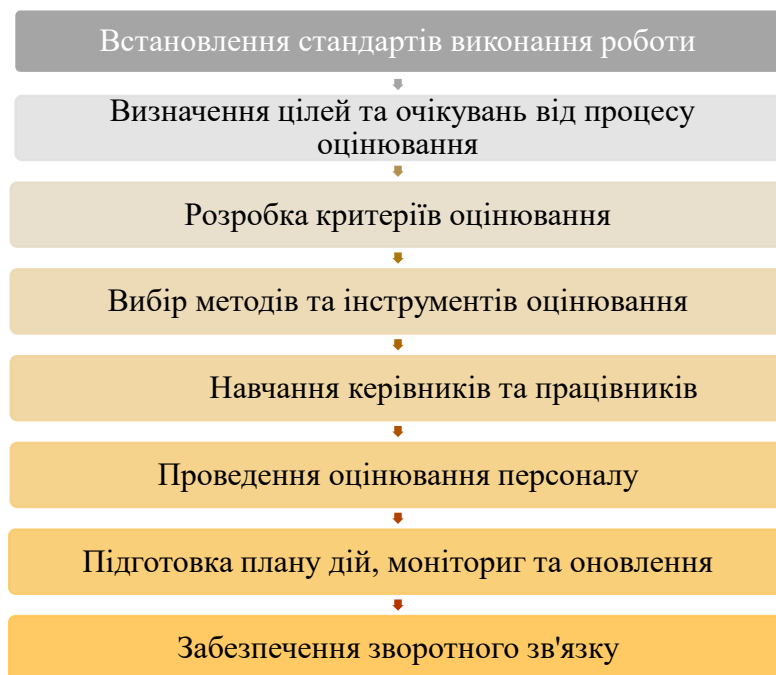 Встановлення стандартів виконання роботи
Визначення цілей та очікувань від процесу
оцінювання
Розробка критеріїв оцінювання
Вибір методів та інструментів оцінювання
Навчання керівників та працівників
Проведення оцінювання персоналу
Підготовка плану дій, моніториг та оновлення
Забезпечення зворотного зв'язку